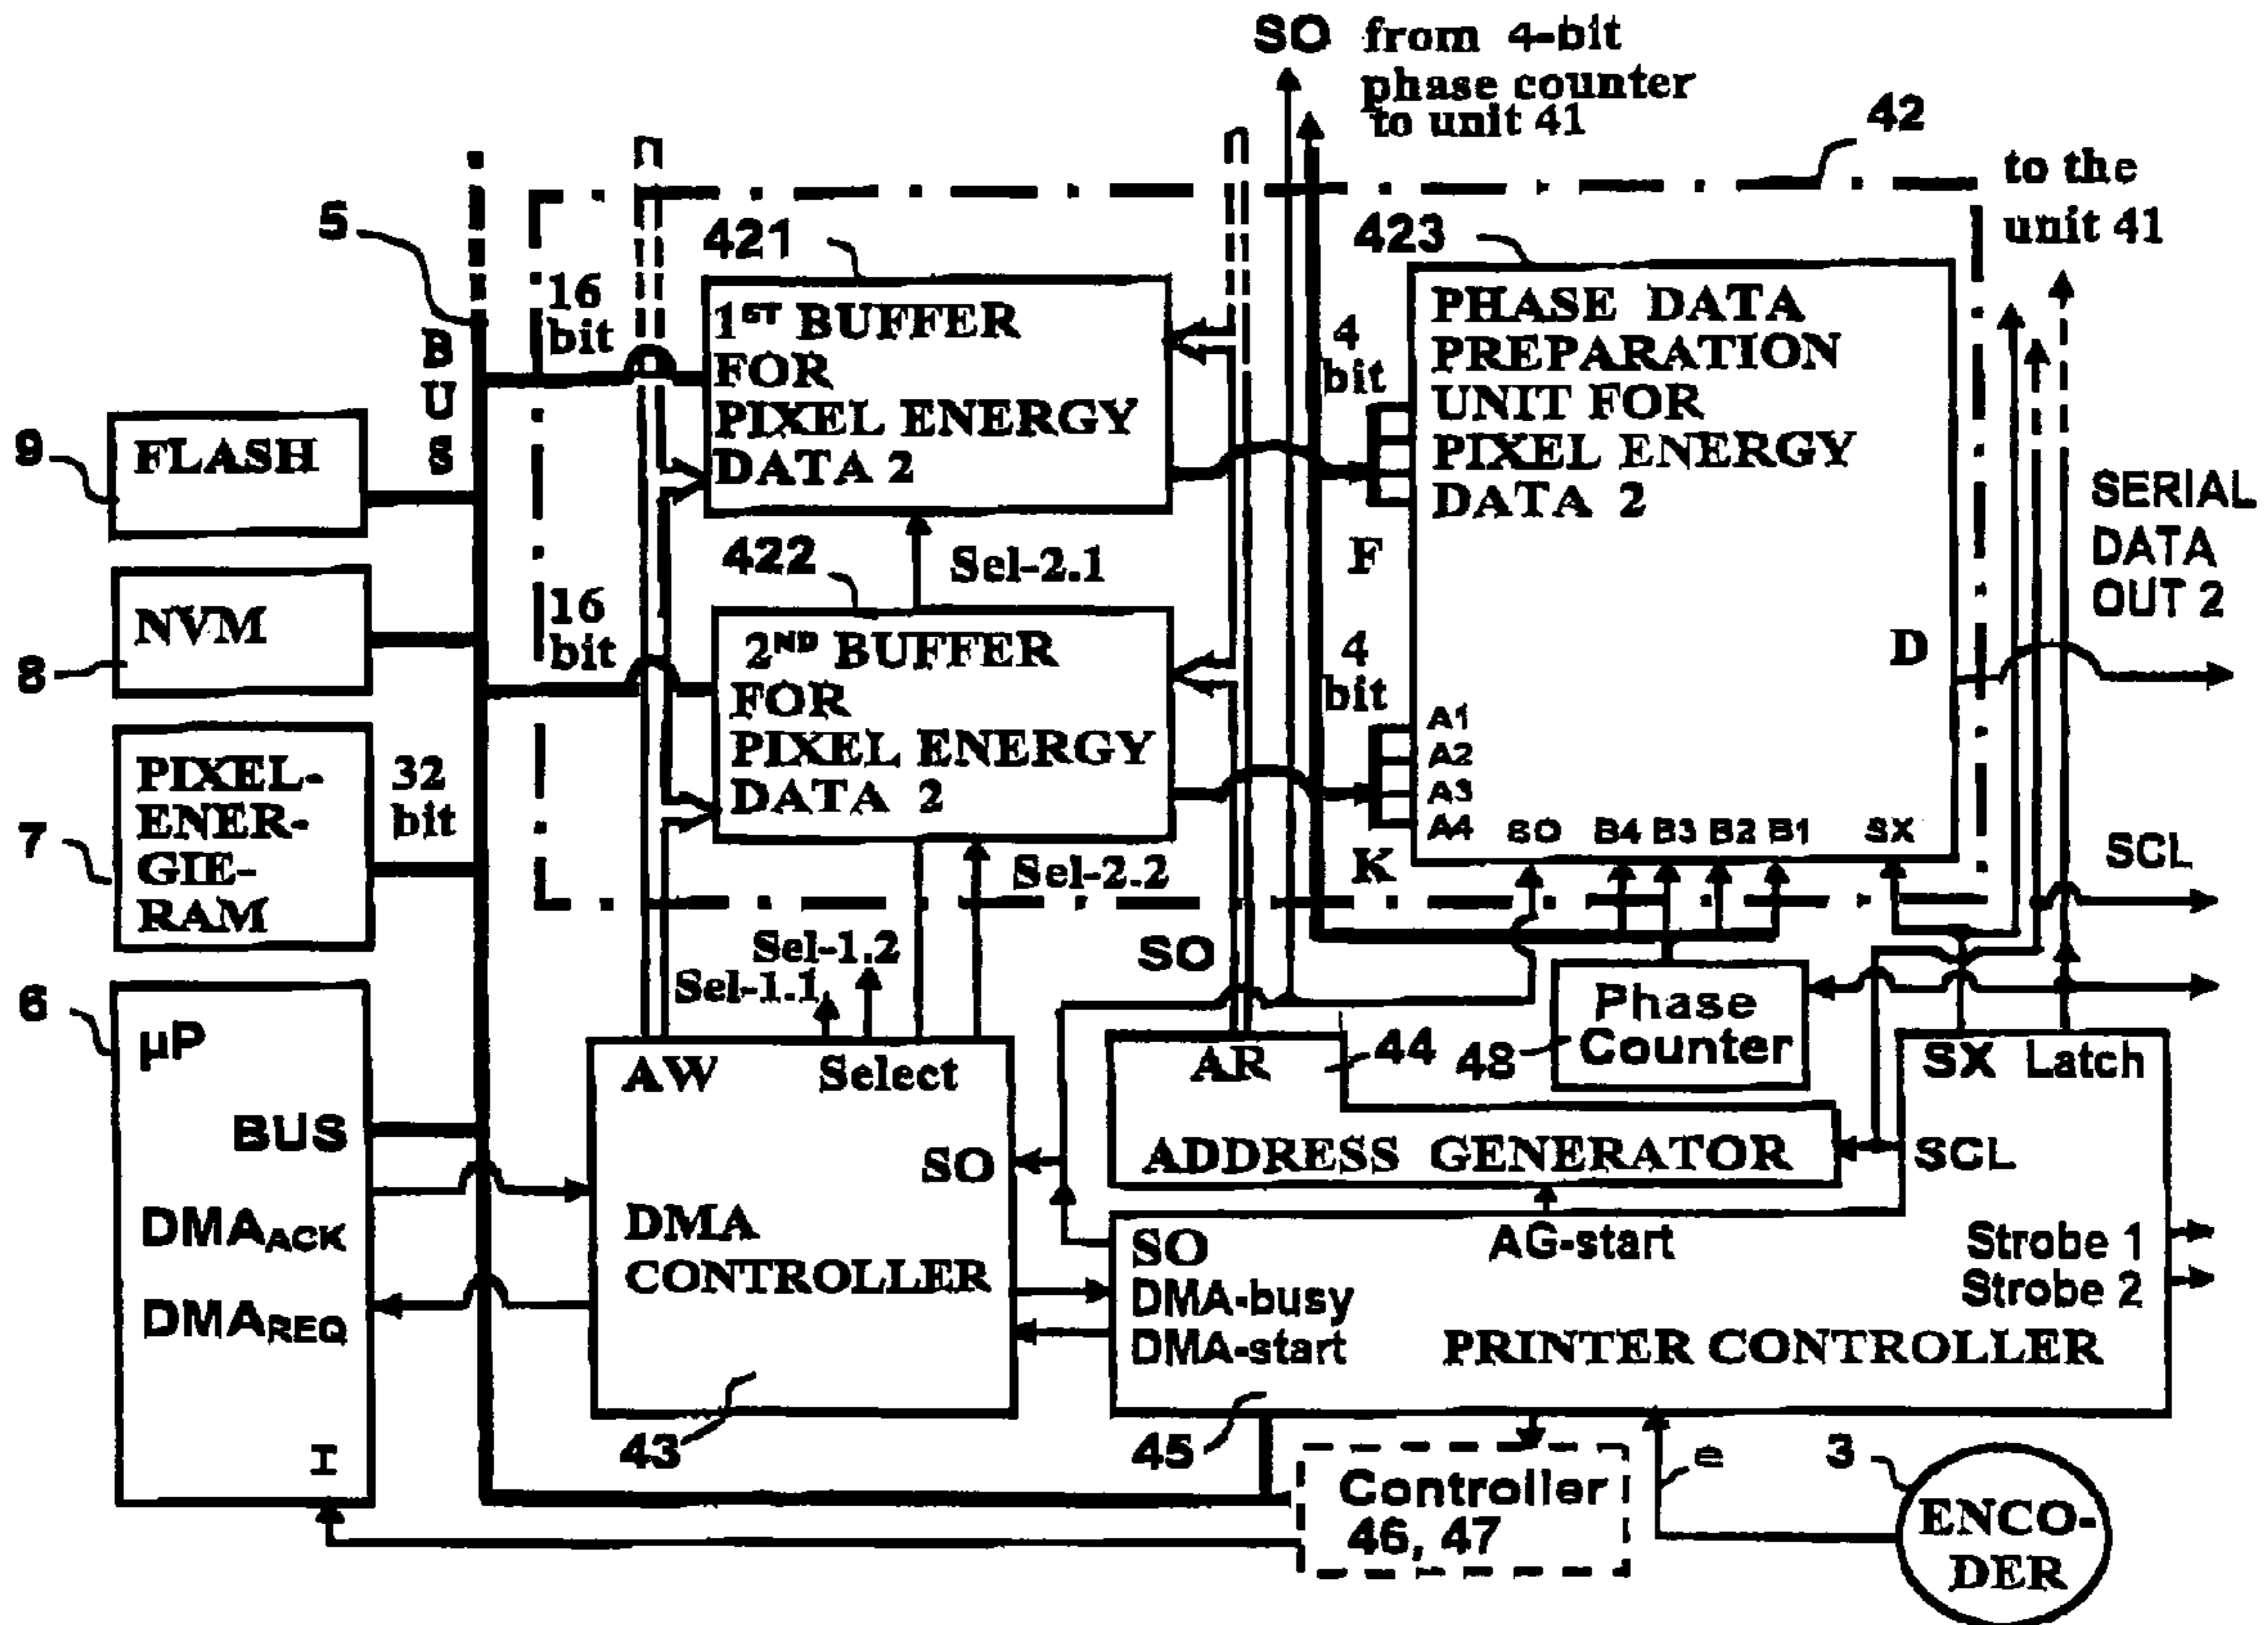 SO from 4-bit
phase counter
to unit 41
42
to the
unit 41
5
421
423
16
bit
1ST BUFFER
FOR
PIXEL ENERGY
DATA 2
4
bit
PHASE DATA
PREPARATION
UNIT FOR
PIXEL ENERGY
DATA 2
B
U
S
9
FLASH
SERIAL
DATA
OUT 2
422
Sel-2.1
F
8
NVM
16
bit
2ND BUFFER
FOR
PIXEL ENERGY
DATA 2
4
bit
D
A1
A2
A3
A4
SO B4 B3 B2 B1 SX
7
PIXEL-
ENER-
GIE-
RAM
32
bit
K
SCL
Sel-2.2
Sel-1.2
Sel-1.1
SO
6
µP
BUS
DMAACK
DMAREQ
I
AW Select
SO
DMA
CONTROLLER
43
AR
44
ADDRESS GENERATOR
48
Phase
Counter
SX Latch
SCL
SO
AG-start
DMA-busy
DMA-start
Strobe 1
Strobe 2
PRINTER CONTROLLER
45
Controller
46, 47
e
3
ENCO-
DER